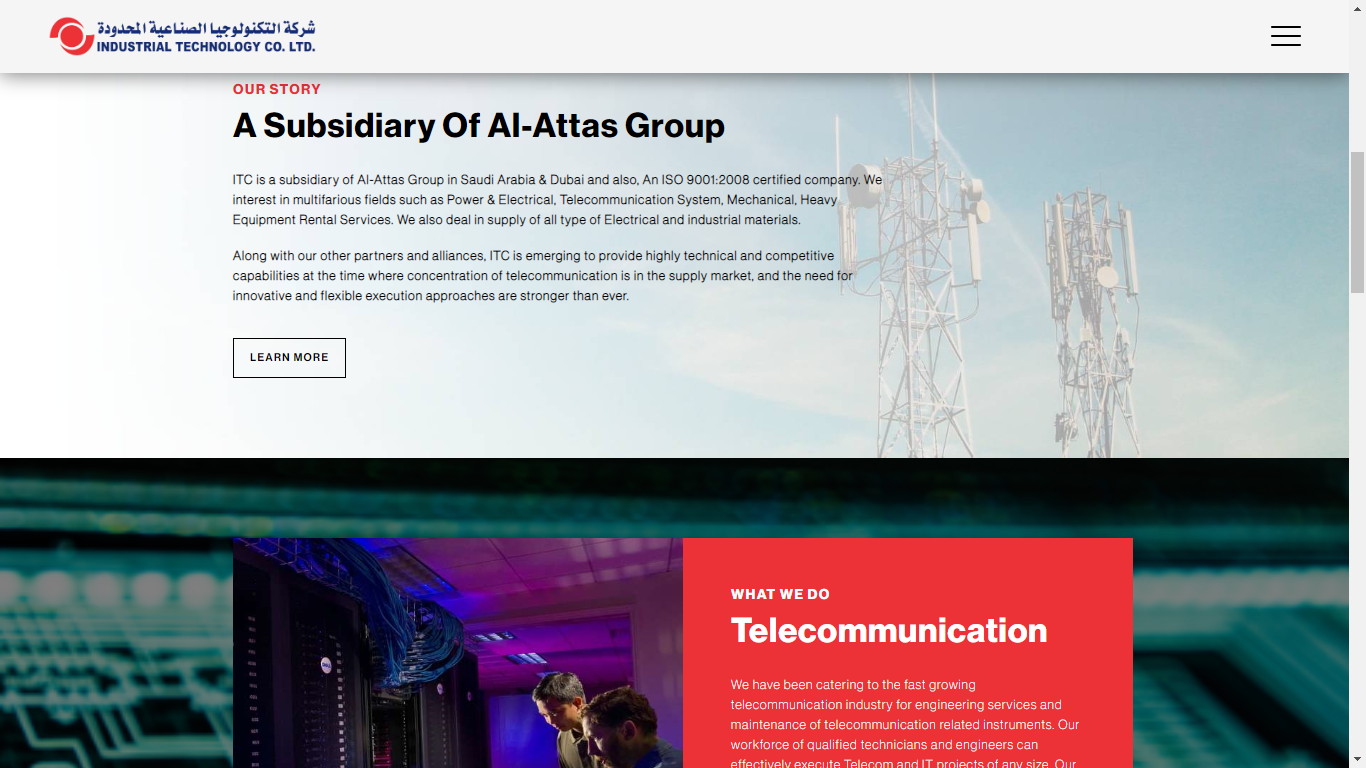 شركة التكنولوجيا الصناعية المحدودة
INDUSTRIAL TECHNOLOGY CO. LTD.
OUR STORY
A Subsidiary Of Al-Attas Group
ITC is a subsidiary of Al-Attas Group in Saudi Arabia & Dubai and also, An ISO 9001:2008 certified company. We
interest in multifarious fields such as Power & Electrical, Telecommunication System, Mechanical, Heavy
Equipment Rental Services. We also deal in supply of all type of Electrical and industrial materials.
Along with our other partners and alliances, ITC is emerging to provide highly technical and competitive
capabilities at the time where concentration of telecommunication is in the supply market, and the need for
innovative and flexible execution approaches are stronger than ever.
LEARN MORE
WHAT WE DO
Telecommunication
We have been catering to the fast growing
telecommunication industry for engineering services and
maintenance of telecommunication related instruments. Our
workforce of qualified technicians and engineers can
effectively execute Telecom and IT projects of any size. Our
DELL